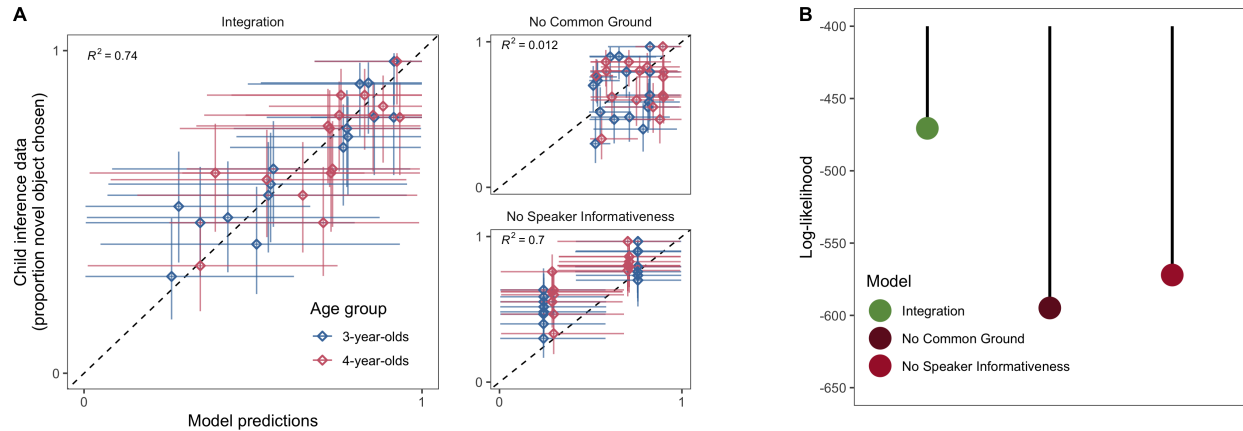 A
Integration
R² = 0.74
1
0
0
1
Child inference data
(proportion novel object chosen)
Model predictions
Age group
3-year-olds
4-year-olds
No Common Ground
R² = 0.012
1
0
No Speaker Informativeness
R² = 0.7
1
0
0
1
B
-400
-450
-500
-550
-600
-650
Log-likelihood
Model
Integration
No Common Ground
No Speaker Informativeness